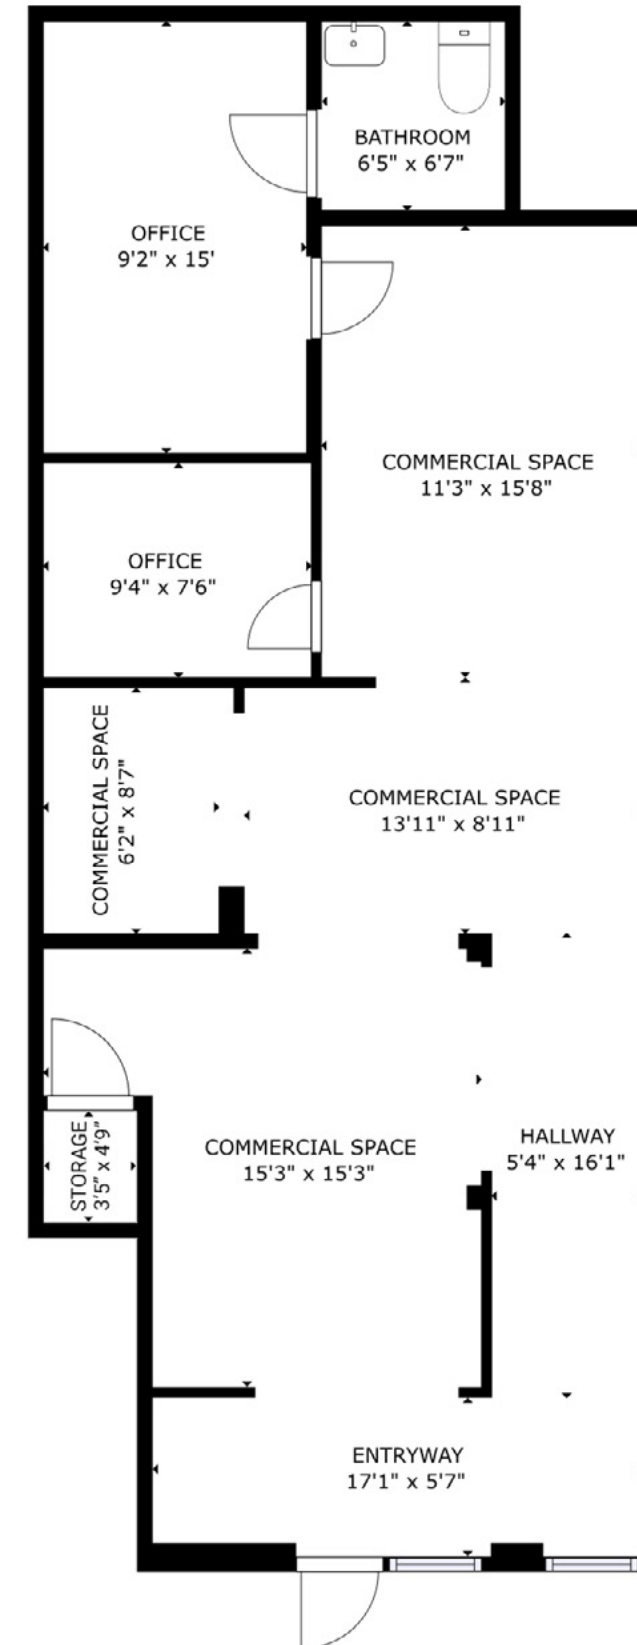 BATHROOM
6'5" x 6'7"
OFFICE
9'2" x 15'
COMMERCIAL SPACE
11'3" x 15'8"
OFFICE
9'4" x 7'6"
COMMERCIAL SPACE
6'2" x 8'7"
COMMERCIAL SPACE
13'11" x 8'11"
STORAGE
3'5" x 4'9"
COMMERCIAL SPACE
15'3" x 15'3"
HALLWAY
5'4" x 16'1"
ENTRYWAY
17'1" x 5'7"